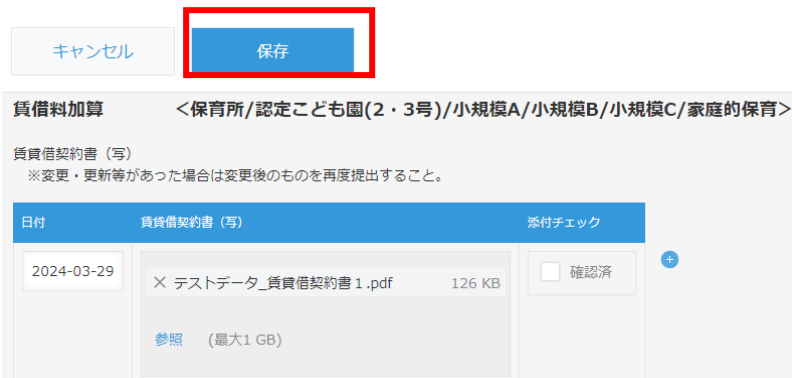 キャンセル 保存
賃借料加算 <保育所/認定こども園(2・3号)/小規模A/小規模B/小規模C/家庭的保育>
賃貸借契約書（写）
※変更・更新等があった場合は変更後のものを再度提出すること。
日付 賃貸借契約書（写） 添付チェック
2024-03-29 × テストデータ_賃貸借契約書１.pdf 126 KB 確認済
参照 (最大1 GB)